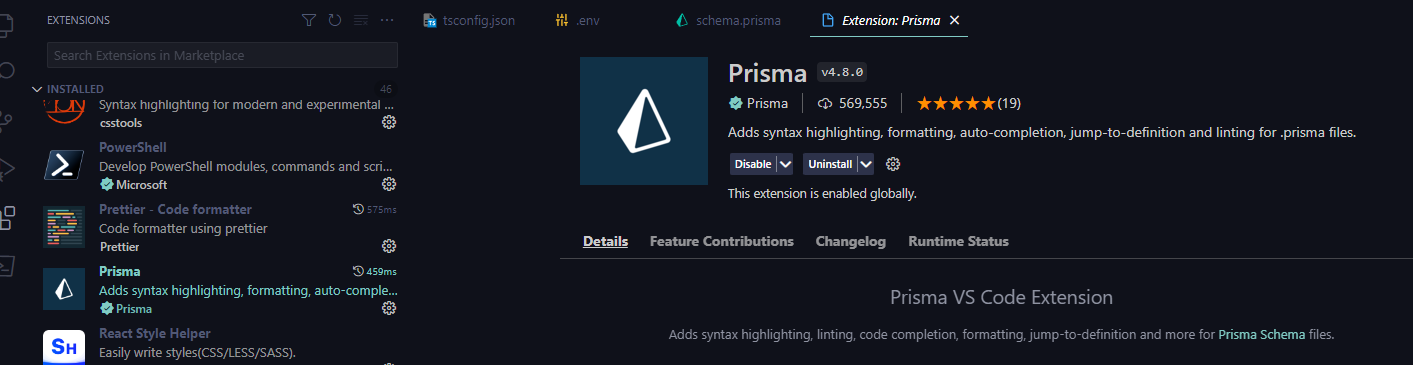 EXTENSIONS
Search Extensions in Marketplace
INSTALLED 46
Syntax highlighting for modern and experimental ...
csstools
PowerShell
Develop PowerShell modules, commands and scri...
Microsoft
Prettier - Code formatter 575ms
Code formatter using prettier
Prettier
Prisma 459ms
Adds syntax highlighting, formatting, auto-comple...
Prisma
React Style Helper
Easily write styles(CSS/LESS/SASS).
SH
tsconfig.json .env schema.prisma Extension: Prisma
Prisma v4.8.0
Prisma 569,555 (19)
Adds syntax highlighting, formatting, auto-completion, jump-to-definition and linting for .prisma files.
Disable Uninstall
This extension is enabled globally.
Details Feature Contributions Changelog Runtime Status
Prisma VS Code Extension
Adds syntax highlighting, linting, code completion, formatting, jump-to-definition and more for Prisma Schema files.